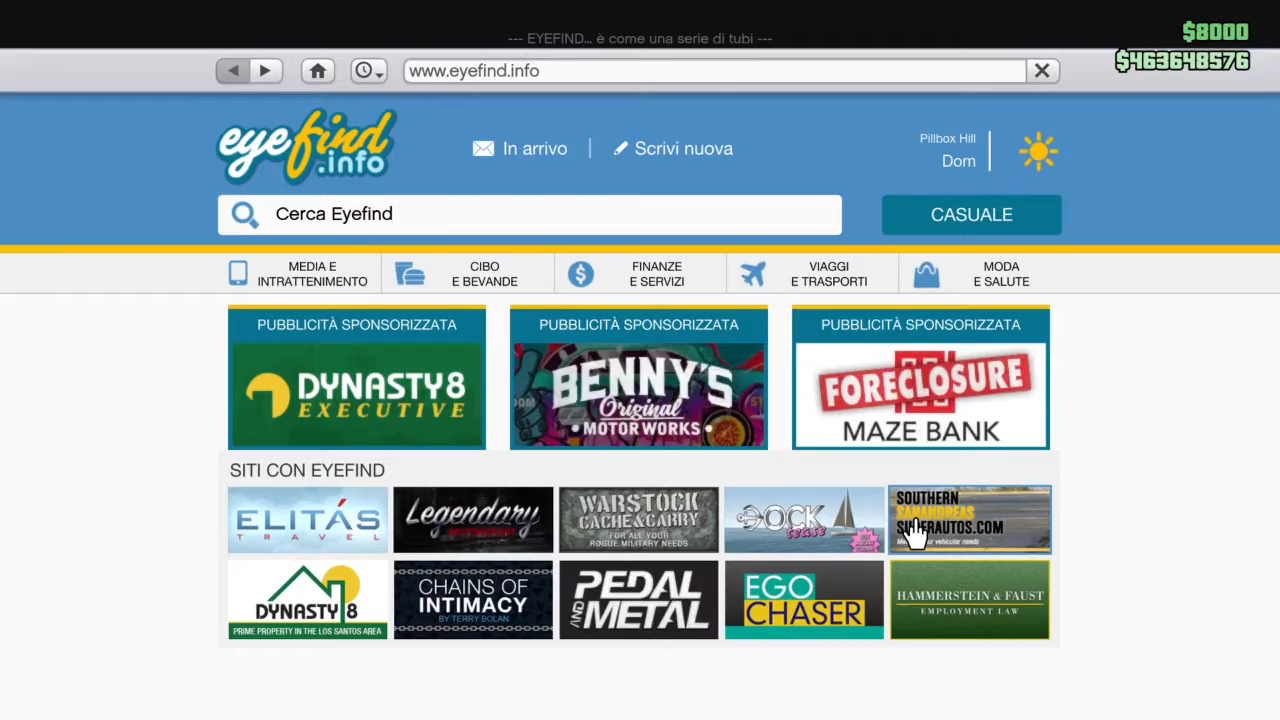 --- EYEFIND... è come una serie di tubi ---
$8000
$463648576
www.eyefind.info
eyefind
.info
In arrivo
Scrivi nuova
Pillbox Hill
Dom
Cerca Eyefind
CASUALE
MEDIA E
INTRATTENIMENTO
CIBO
E BEVANDE
FINANZE
E SERVIZI
VIAGGI
E TRASPORTI
MODA
E SALUTE
PUBBLICITÀ SPONSORIZZATA
DYNASTY8
EXECUTIVE
PUBBLICITÀ SPONSORIZZATA
BENNY'S
Original
MOTOR WORKS
PUBBLICITÀ SPONSORIZZATA
FORECLOSURE
MAZE BANK
SITI CON EYEFIND
ELITÁS
TRAVEL
Legendary
WARSTOCK
CACHE & CARRY
FOR ALL YOUR
ROGUE MILITARY NEEDS
DOCK
tease
SOUTHERN
SANANDREAS
SUPERAUTOS.COM
vehicular needs
DYNASTY 8
PRIME PROPERTY IN THE LOS SANTOS AREA
CHAINS OF
INTIMACY
BY TERRY BOLAN
PEDAL
AND METAL
EGO
CHASER
HAMMERSTEIN & FAUST
EMPLOYMENT LAW